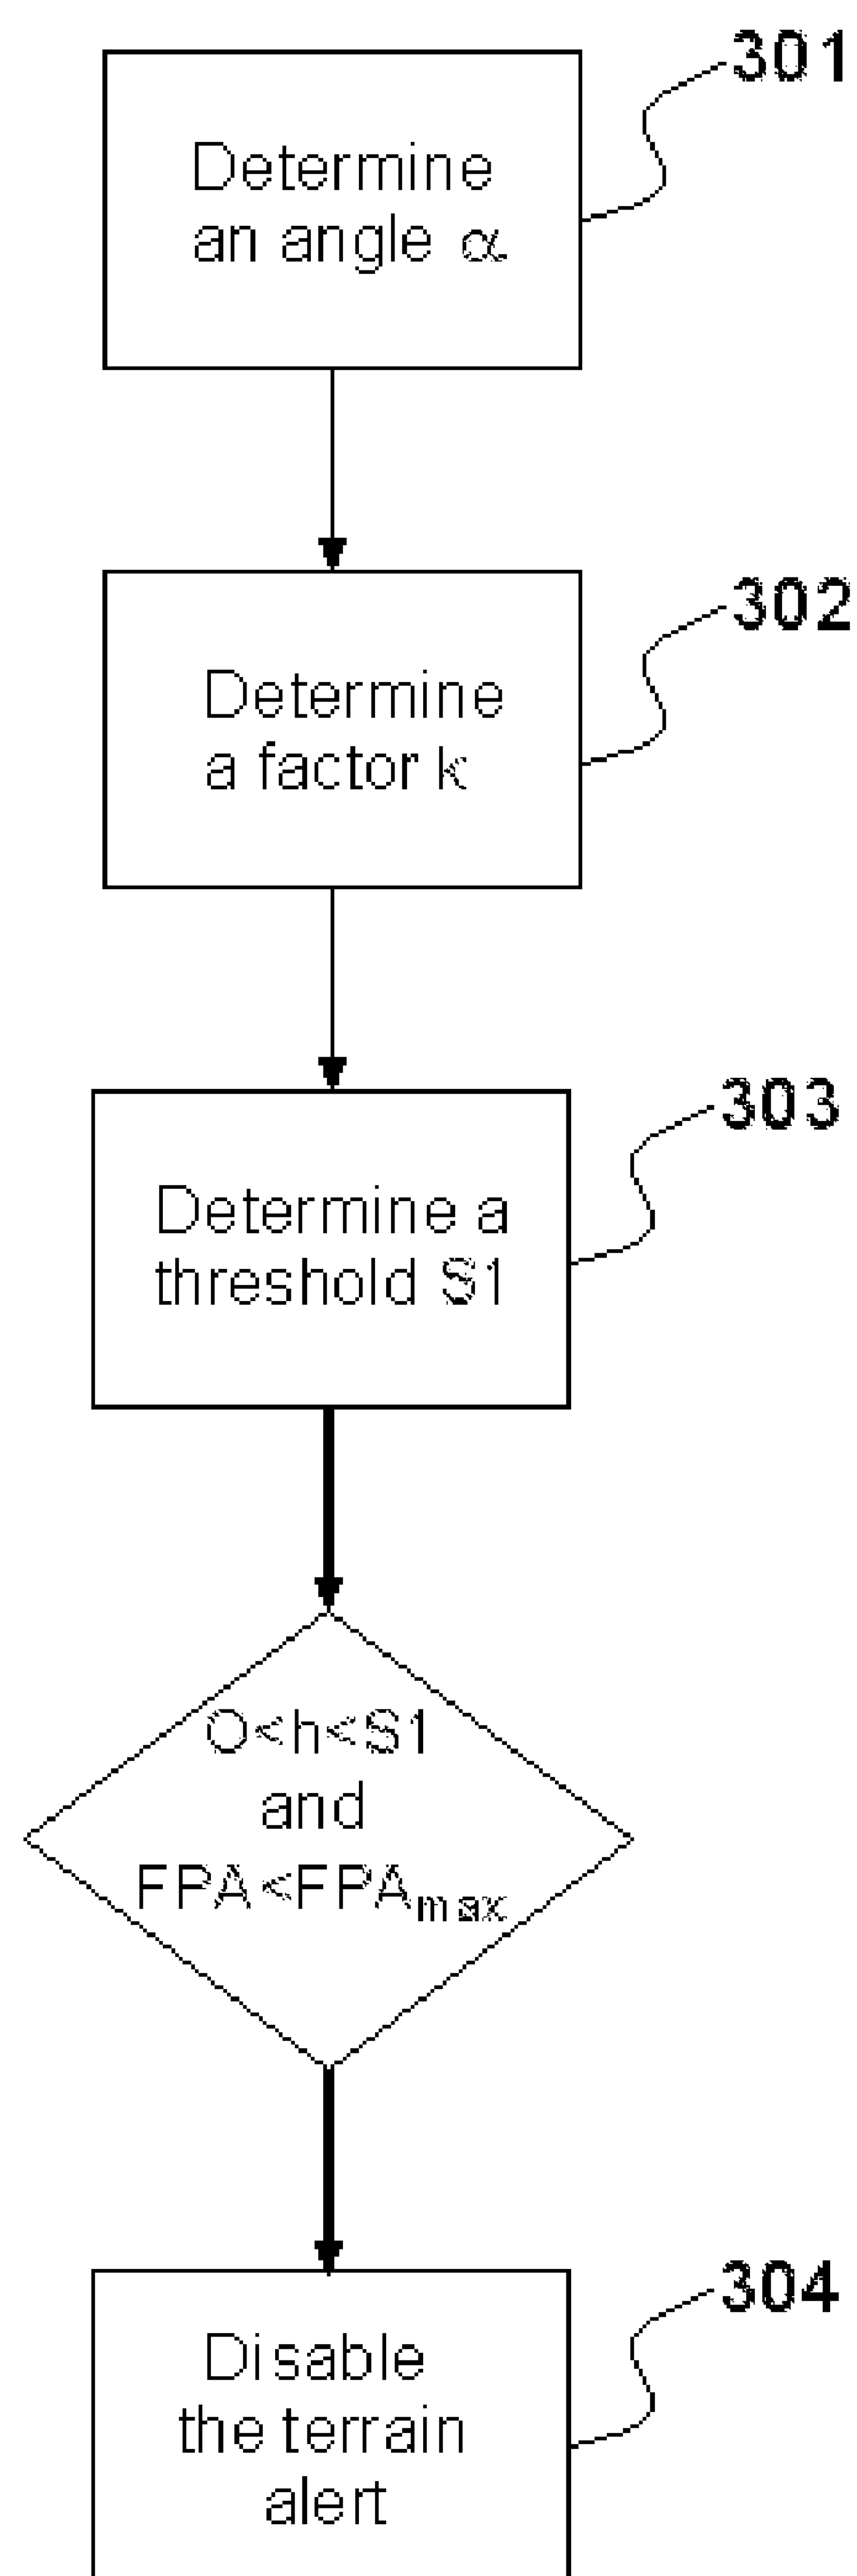 301
Determine
an angle α
302
Determine
a factor k
303
Determine a
threshold S1
O<h<S1
and
FPA<FPAmax
304
Disable
the terrain
alert